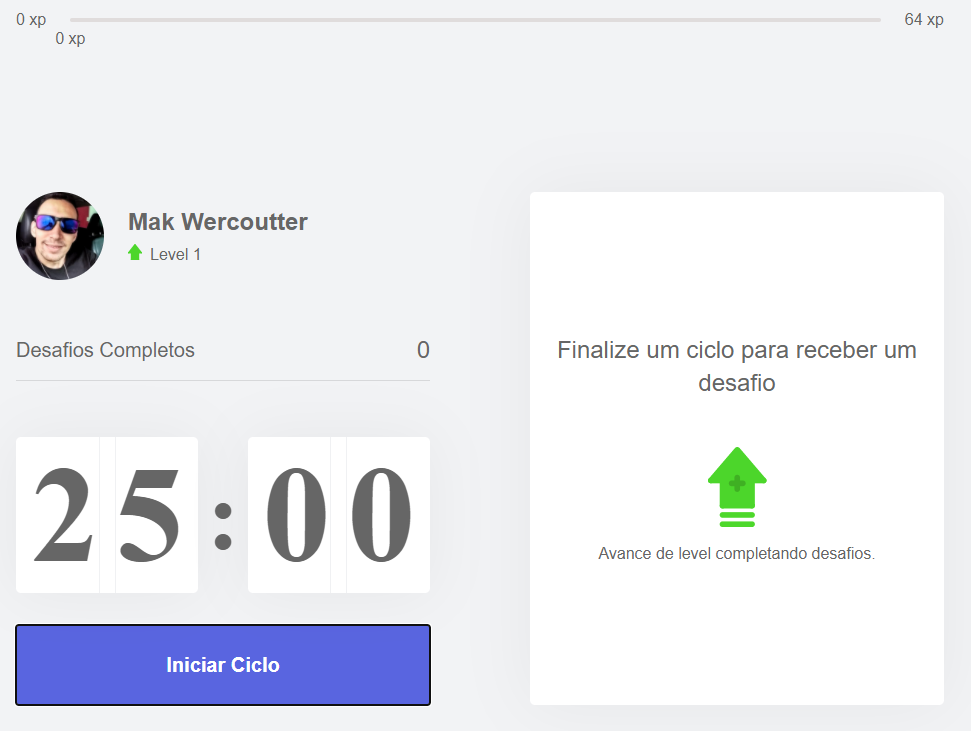 0 xp
64 xp
0 xp
Mak Wercoutter
Level 1
Desafios Completos
0
25:00
Iniciar Ciclo
Finalize um ciclo para receber um
desafio
Avance de level completando desafios.